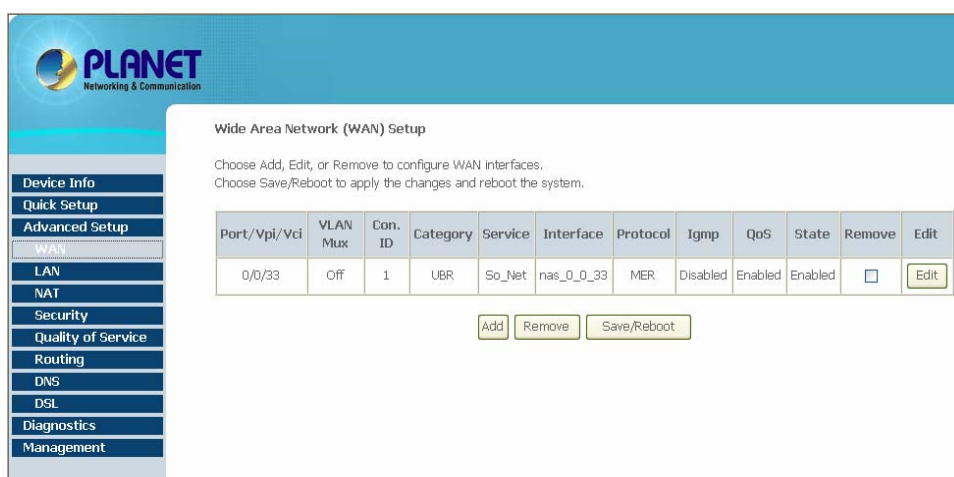 PLANET
Networking & Communication
Wide Area Network (WAN) Setup
Choose Add, Edit, or Remove to configure WAN interfaces.
Choose Save/Reboot to apply the changes and reboot the system.
Device Info
Quick Setup
Advanced Setup
WAN
LAN
NAT
Security
Quality of Service
Routing
DNS
DSL
Diagnostics
Management
Port/Vpi/Vci VLAN Mux Con. ID Category Service Interface Protocol Igmp QoS State Remove Edit
0/0/33 Off 1 UBR So_Net nas_0_0_33 MER Disabled Enabled Enabled Edit
Add Remove Save/Reboot